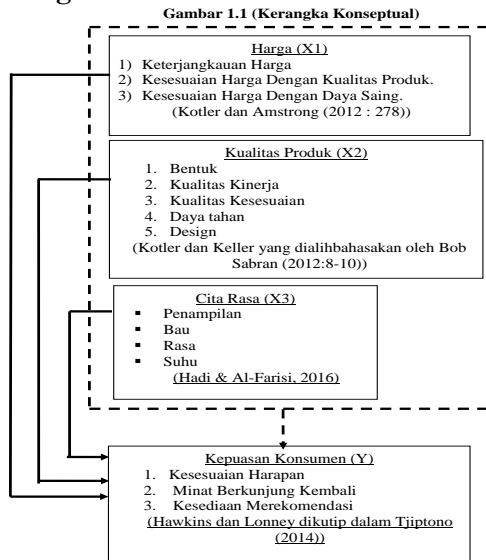 Gambar 1.1 (Kerangka Konseptual)
Harga (X1)
1) Keterjangkauan Harga
2) Kesesuaian Harga Dengan Kualitas Produk.
3) Kesesuaian Harga Dengan Daya Saing.
(Kotler dan Amstrong (2012 : 278))
Kualitas Produk (X2)
1. Bentuk
2. Kualitas Kinerja
3. Kualitas Kesesuaian
4. Daya tahan
5. Design
(Kotler dan Keller yang dialihbahasakan oleh Bob
Sabran (2012:8-10))
Cita Rasa (X3)
▪ Penampilan
▪ Bau
▪ Rasa
▪ Suhu
(Hadi & Al-Farisi, 2016)
Kepuasan Konsumen (Y)
1. Kesesuaian Harapan
2. Minat Berkunjung Kembali
3. Kesediaan Merekomendasi
(Hawkins dan Lonney dikutip dalam Tjiptono
(2014))